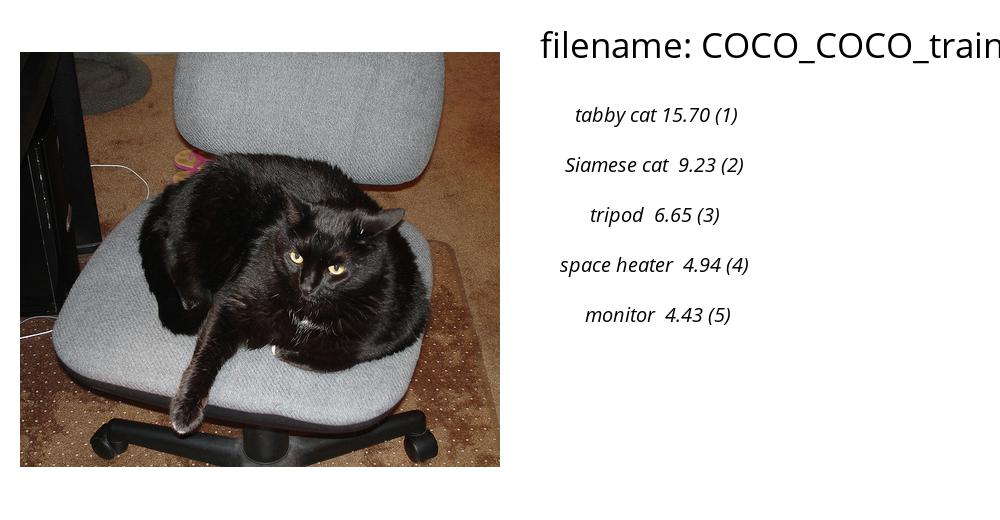 filename: COCO_COCO_train
tabby cat 15.70 (1)
Siamese cat 9.23 (2)
tripod 6.65 (3)
space heater 4.94 (4)
monitor 4.43 (5)